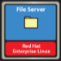 File Server
Red Hat
Enterprise Linux